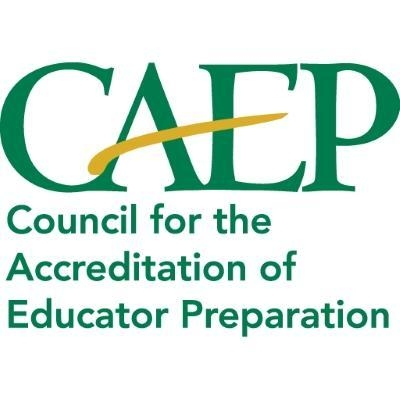 CAEP
Council for the
Accreditation of
Educator Preparation